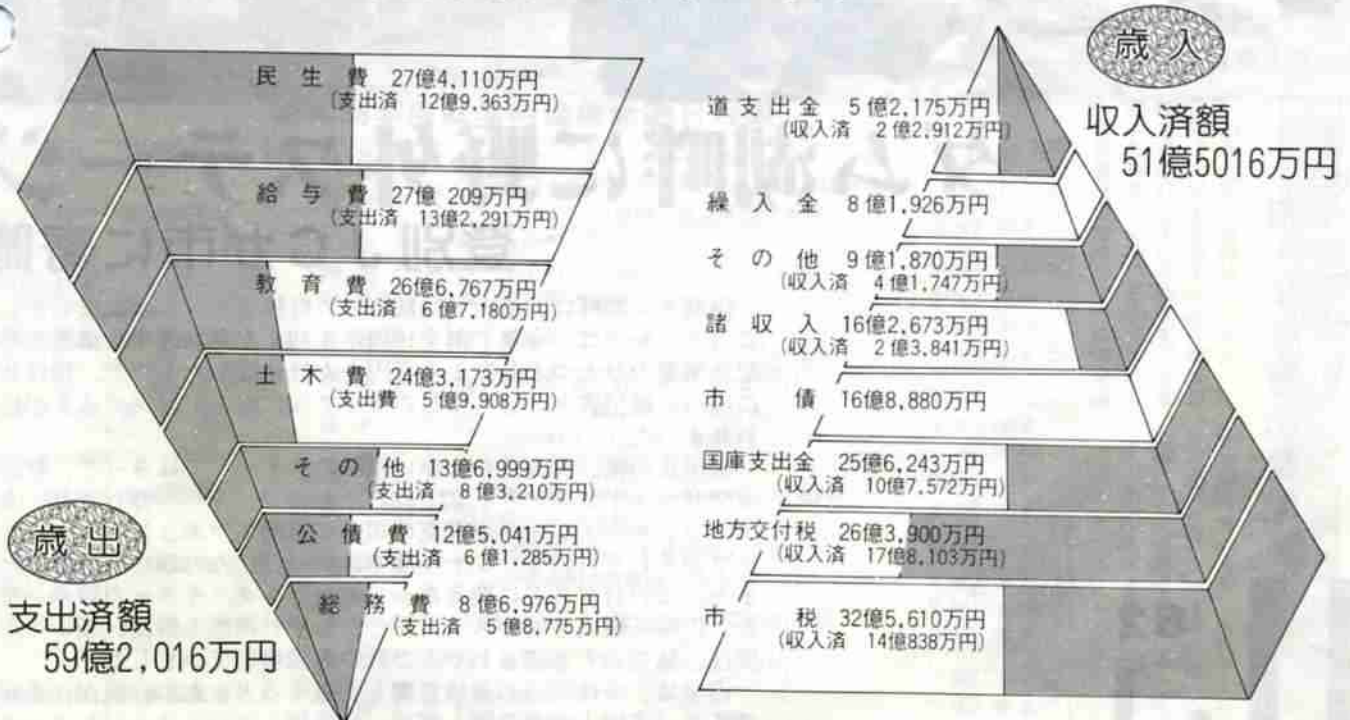 歳出
支出済額
59億2,016万円
民生費 27億4,110万円
(支出済 12億9,363万円)
給与費 27億 209万円
(支出済 13億2,291万円)
教育費 26億6,767万円
(支出済 6億7,180万円)
土木費 24億3,173万円
(支出費 5億9,908万円)
その他 13億6,999万円
(支出済 8億3,210万円)
公債費 12億5,041万円
(支出済 6億1,285万円)
総務費 8億6,976万円
(支出済 5億8,775万円)
歳入
収入済額
51億5016万円
道支出金 5億2,175万円
(収入済 2億2,912万円)
繰入金 8億1,926万円
その他 9億1,870万円
(収入済 4億1,747万円)
諸収入 16億2,673万円
(収入済 2億3,841万円)
市債 16億8,880万円
国庫支出金 25億6,243万円
(収入済 10億7,572万円)
地方交付税 26億3,900万円
(収入済 17億8,103万円)
市税 32億5,610万円
(収入済 14億838万円)